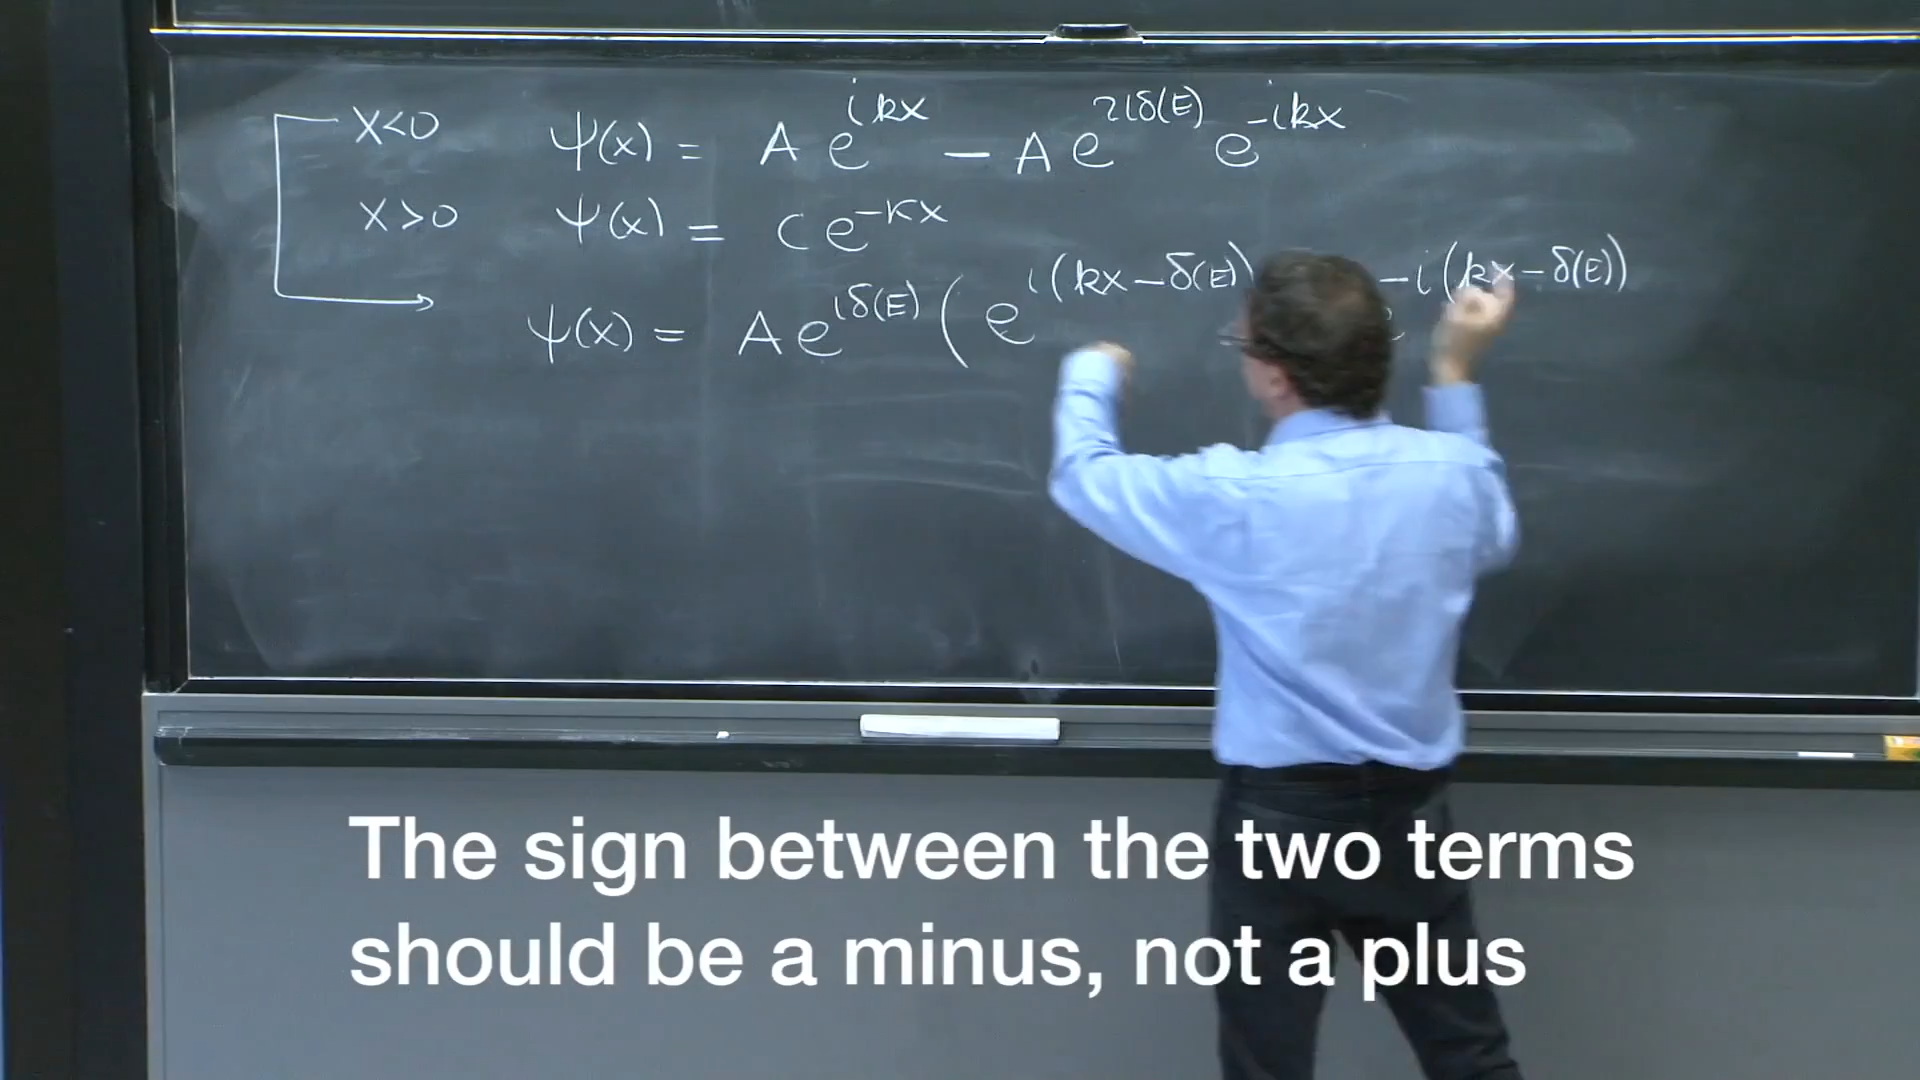 x<0 ψ(x) = A e^{ikx} − A e^{2iδ(E)} e^{−ikx}
x>0 ψ(x) = C e^{−κx}
ψ(x) = A e^{iδ(E)} ( e^{i(kx−δ(E))} e^{−i(kx−δ(E))}
The sign between the two terms
should be a minus, not a plus